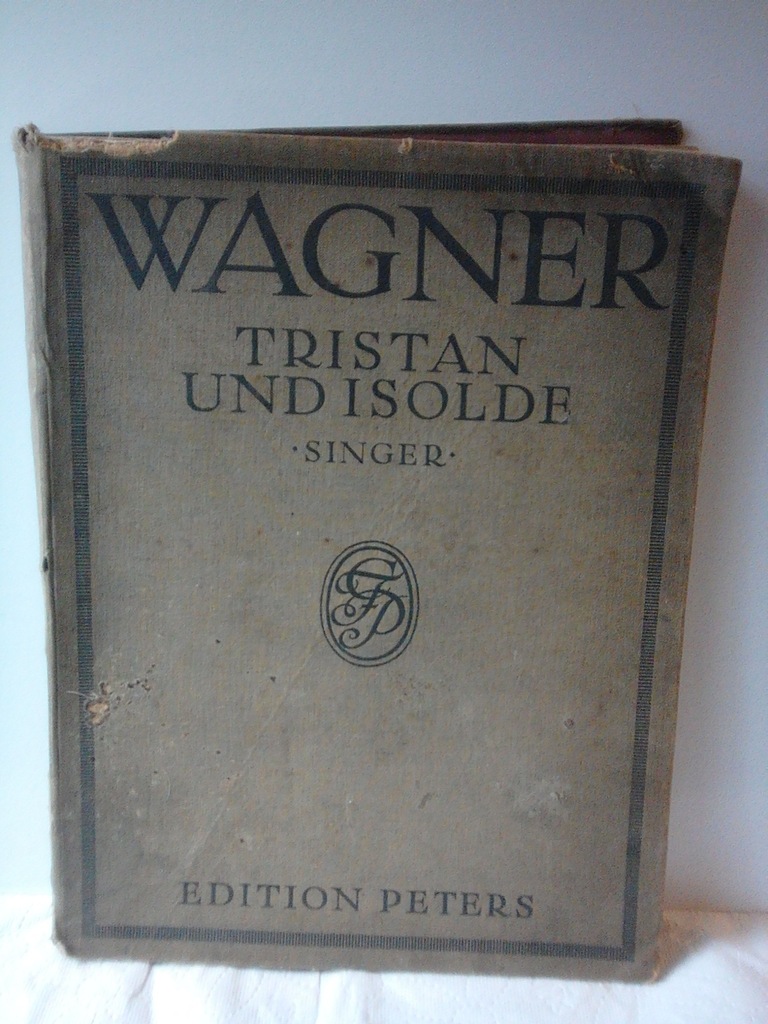 WAGNER
TRISTAN
UND ISOLDE
·SINGER·
EDITION PETERS